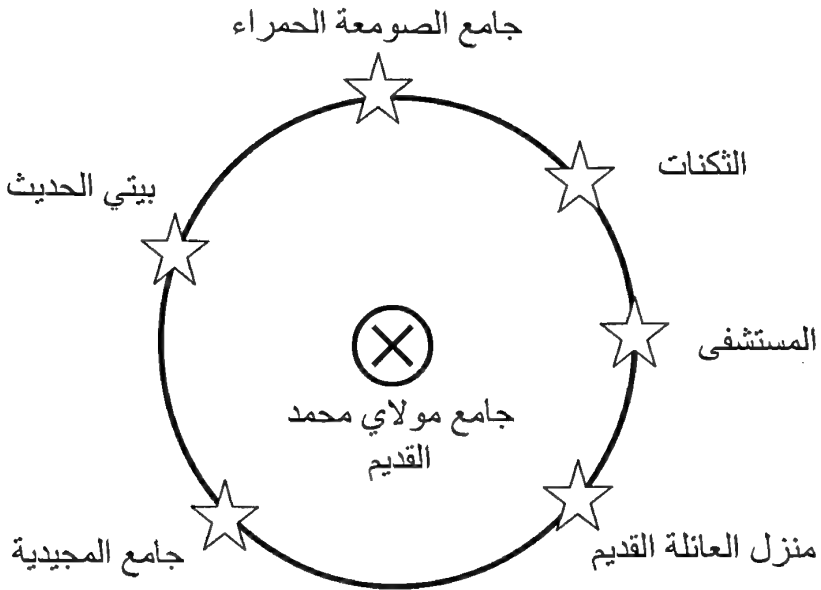 جامع الصومعة الحمراء
الثكنات
بيتي الحديث
المستشفى
جامع مولاي محمد
القديم
منزل العائلة القديم
جامع المجيدية